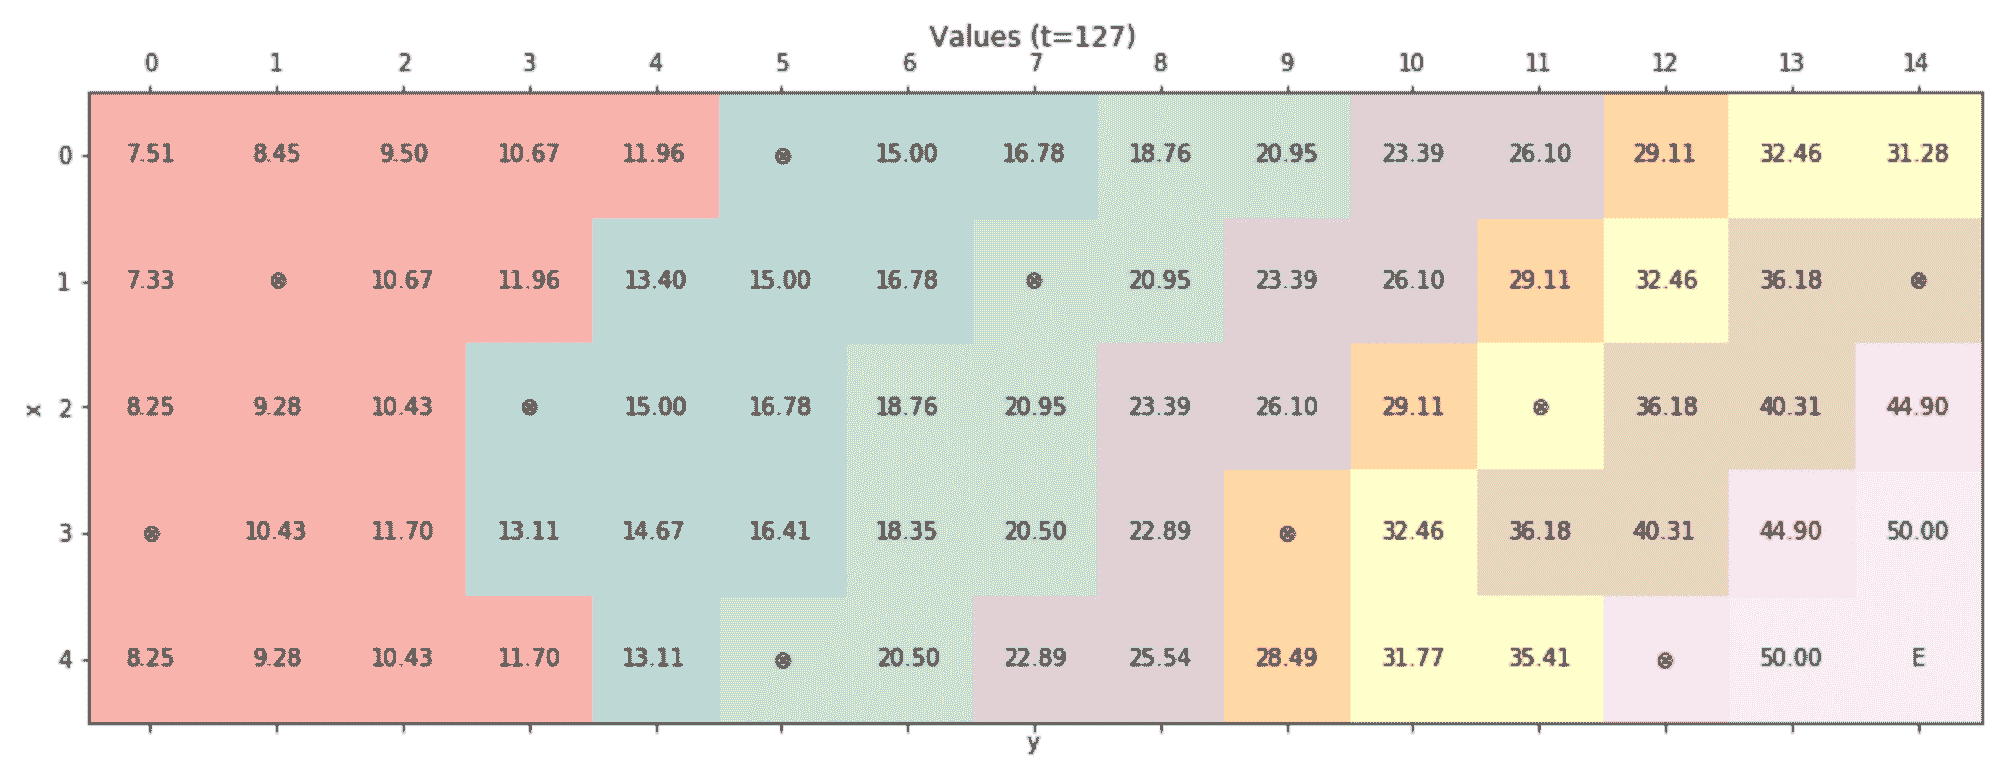 Values (t=127)
0 1 2 3 4 5 6 7 8 9 10 11 12 13 14
0 7.51 8.45 9.50 10.67 11.96 ⊗ 15.00 16.78 18.76 20.95 23.39 26.10 29.11 32.46 31.28
1 7.33 ⊗ 10.67 11.96 13.40 15.00 16.78 ⊗ 20.95 23.39 26.10 29.11 32.46 36.18 ⊗
x 2 8.25 9.28 10.43 ⊗ 15.00 16.78 18.76 20.95 23.39 26.10 29.11 ⊗ 36.18 40.31 44.90
3 ⊗ 10.43 11.70 13.11 14.67 16.41 18.35 20.50 22.89 ⊗ 32.46 36.18 40.31 44.90 50.00
4 8.25 9.28 10.43 11.70 13.11 ⊗ 20.50 22.89 25.54 28.49 31.77 35.41 ⊗ 50.00 E
y